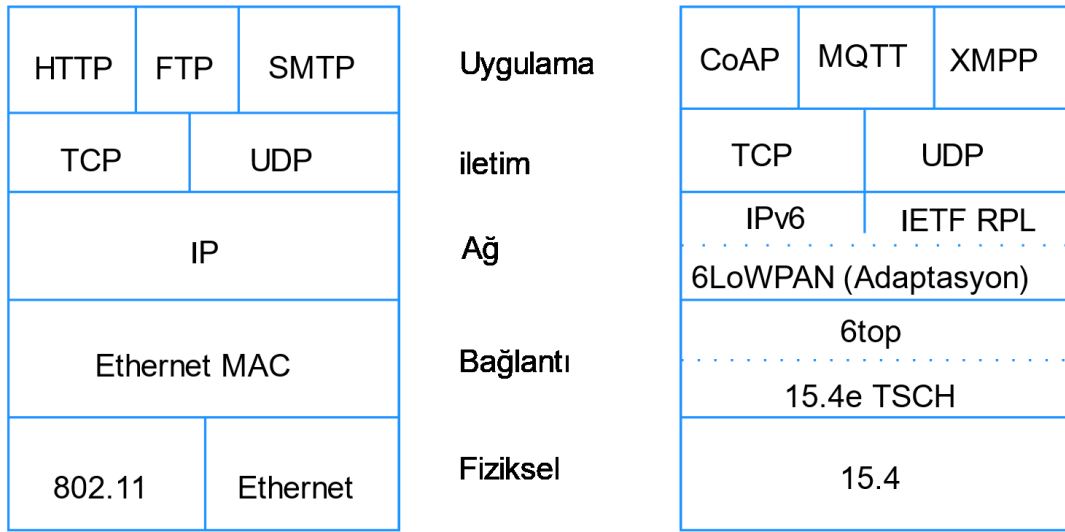 HTTP FTP SMTP Uygulama CoAP MQTT XMPP
TCP UDP iletim TCP UDP
IP Ağ IPv6 IETF RPL
6LoWPAN (Adaptasyon)
Ethernet MAC Bağlantı 6top
15.4e TSCH
802.11 Ethernet Fiziksel 15.4